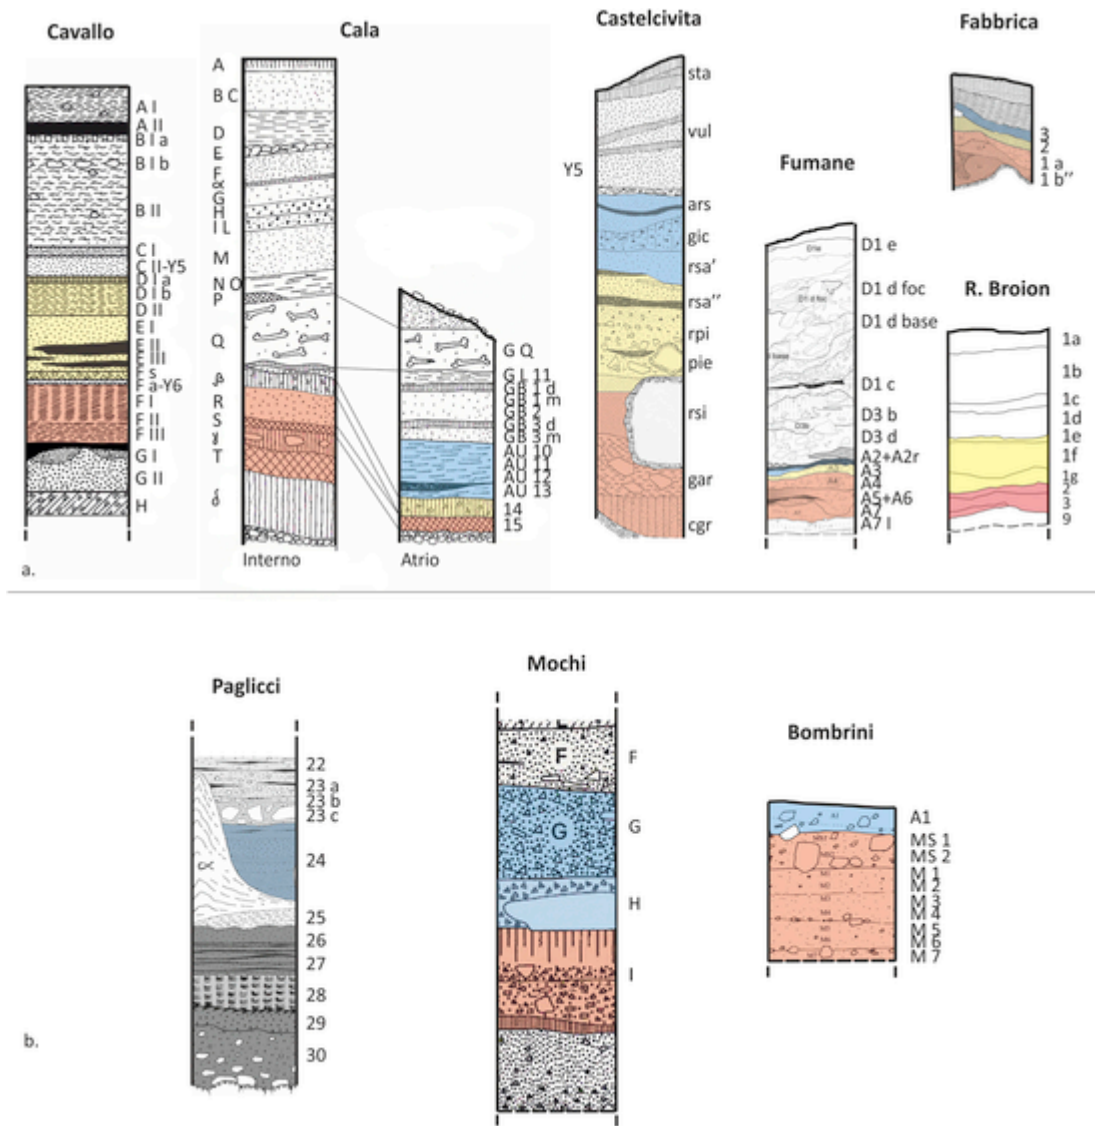 Cavallo
A I
A II
B I a
B I b
B II
C I
C II-Y5
D I a
D I b
D II
E I
E II
E III
F s
F a-Y6
F I
F II
F III
G I
G II
H
a.
Cala
A
B C
D
E
F
α
G
H
I L
M
N O
P
Q
β
R
S
γ
T
δ
Interno
G Q
G I 11
GB 1 d
GB 1 m
GB 2
GB 3 d
GB 3 m
AU 10
AU 11
AU 12
AU 13
14
15
Atrio
Castelcivita
sta
vul
Y5
ars
gic
rsa'
rsa''
rpi
pie
rsi
gar
cgr
Fumane
D1e
D1 d foc
D3b
A4
D1 e
D1 d foc
D1 d base
D1 c
D3 b
D3 d
A2+A2r
A3
A4
A5+A6
A7
A7 I
Fabbrica
3
2
1 a
1 b''
R. Broion
1a
1b
1c
1d
1e
1f
1g
2
3
9
b.
Paglicci
22
23 a
23 b
23 c
24
25
26
27
28
29
30
Mochi
F
F
G
G
H
I
Bombrini
A1
MS 1
MS 2
M 1
M 2
M 3
M 4
M 5
M 6
M 7